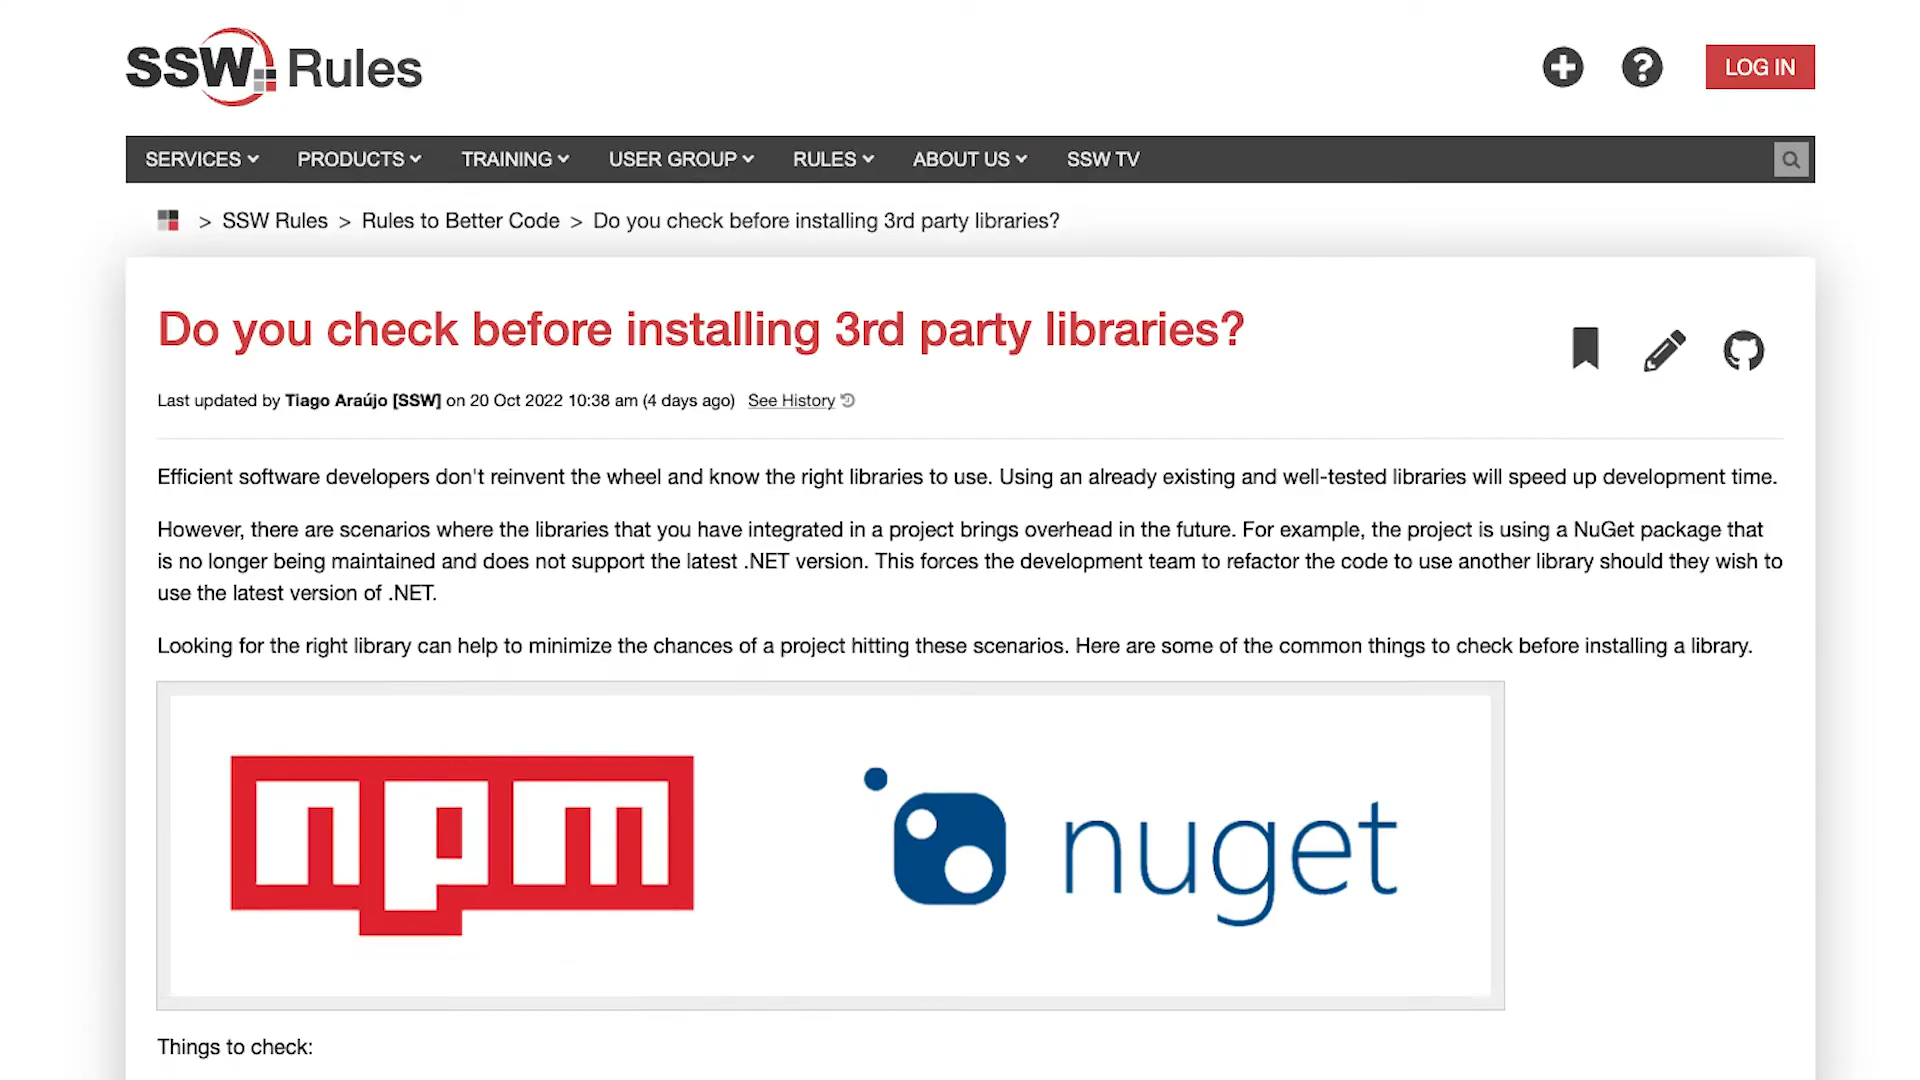 SSW Rules
LOG IN
SERVICES PRODUCTS TRAINING USER GROUP RULES ABOUT US SSW TV
> SSW Rules > Rules to Better Code > Do you check before installing 3rd party libraries?
Do you check before installing 3rd party libraries?
Last updated by Tiago Araújo [SSW] on 20 Oct 2022 10:38 am (4 days ago) See History
Efficient software developers don't reinvent the wheel and know the right libraries to use. Using an already existing and well-tested libraries will speed up development time.
However, there are scenarios where the libraries that you have integrated in a project brings overhead in the future. For example, the project is using a NuGet package that
is no longer being maintained and does not support the latest .NET version. This forces the development team to refactor the code to use another library should they wish to
use the latest version of .NET.
Looking for the right library can help to minimize the chances of a project hitting these scenarios. Here are some of the common things to check before installing a library.
npm nuget
Things to check: